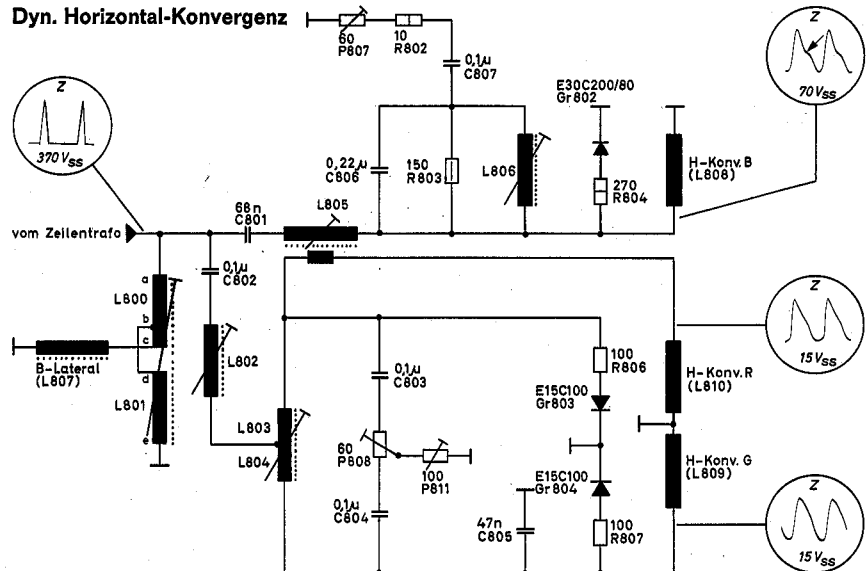 Dyn. Horizontal-Konvergenz
60
P807
10
R802
0,1µ
C807
Z
370 Vss
Z
70 Vss
E30C200/80
Gr802
0,22µ
C806
150
R803
L806
270
R804
H-Konv. B
(L808)
68n
C801
L805
vom Zeilentrafo
0,1µ
C802
a
L800
b
c
d
L801
e
B-Lateral
(L807)
L802
L803
L804
0,1µ
C803
60
P808
100
P811
0,1µ
C804
47n
C805
100
R806
E15C100
Gr803
E15C100
Gr804
100
R807
H-Konv. R
(L810)
H-Konv. G
(L809)
Z
15 Vss
Z
15 Vss